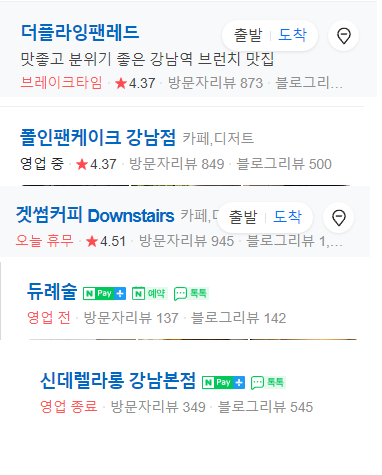 더플라잉팬레드 출발 도착
맛좋고 분위기 좋은 강남역 브런치 맛집
브레이크타임 ★4.37 · 방문자리뷰 873 · 블로그리...
폴인팬케이크 강남점 카페,디저트
영업 중 · ★4.37 · 방문자리뷰 849 · 블로그리뷰 500
겟썸커피 Downstairs 카페,디 출발 도착
오늘 휴무 · ★4.51 · 방문자리뷰 945 · 블로그리뷰 1,...
듀레술 N Pay + N 예약 톡톡
영업 전 · 방문자리뷰 137 · 블로그리뷰 142
신데렐라롱 강남본점 N Pay + 톡톡
영업 종료 · 방문자리뷰 349 · 블로그리뷰 545